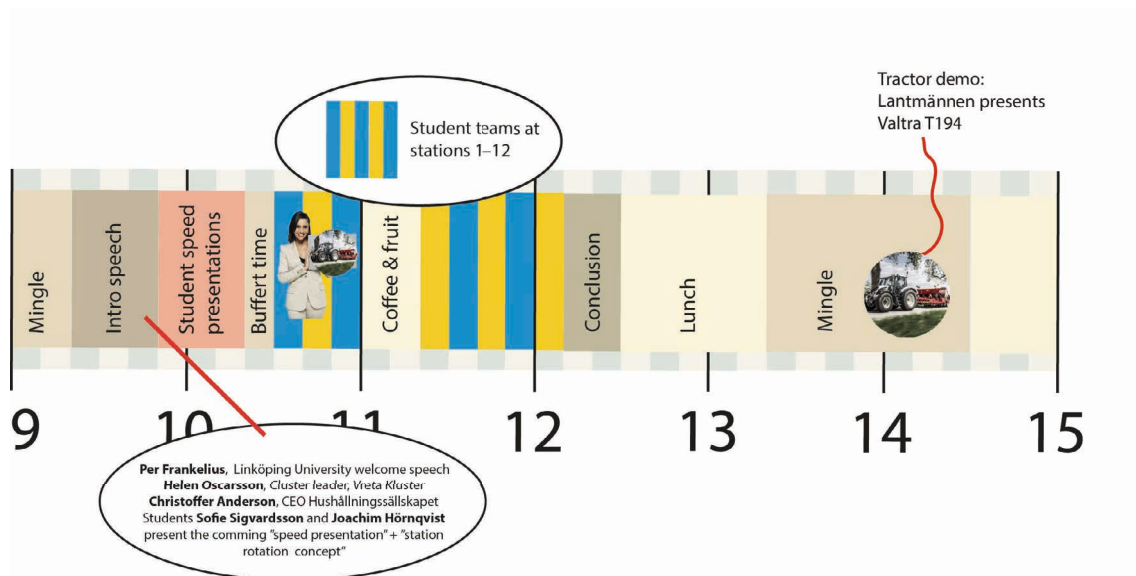 Tractor demo:
Lantmännen presents
Valtra T194
Student teams at
stations 1–12
Mingle
Intro speech
Student speed
presentations
Buffert time
Coffee & fruit
Conclusion
Lunch
Mingle
9 10 11 12 13 14 15
Per Frankelius, Linköping University welcome speech
Helen Oscarsson, Cluster leader, Vreta Kluster
Christoffer Anderson, CEO Hushållningssällskapet
Students Sofie Sigvardsson and Joachim Hörnqvist
present the comming "speed presentation" + "station
rotation concept"